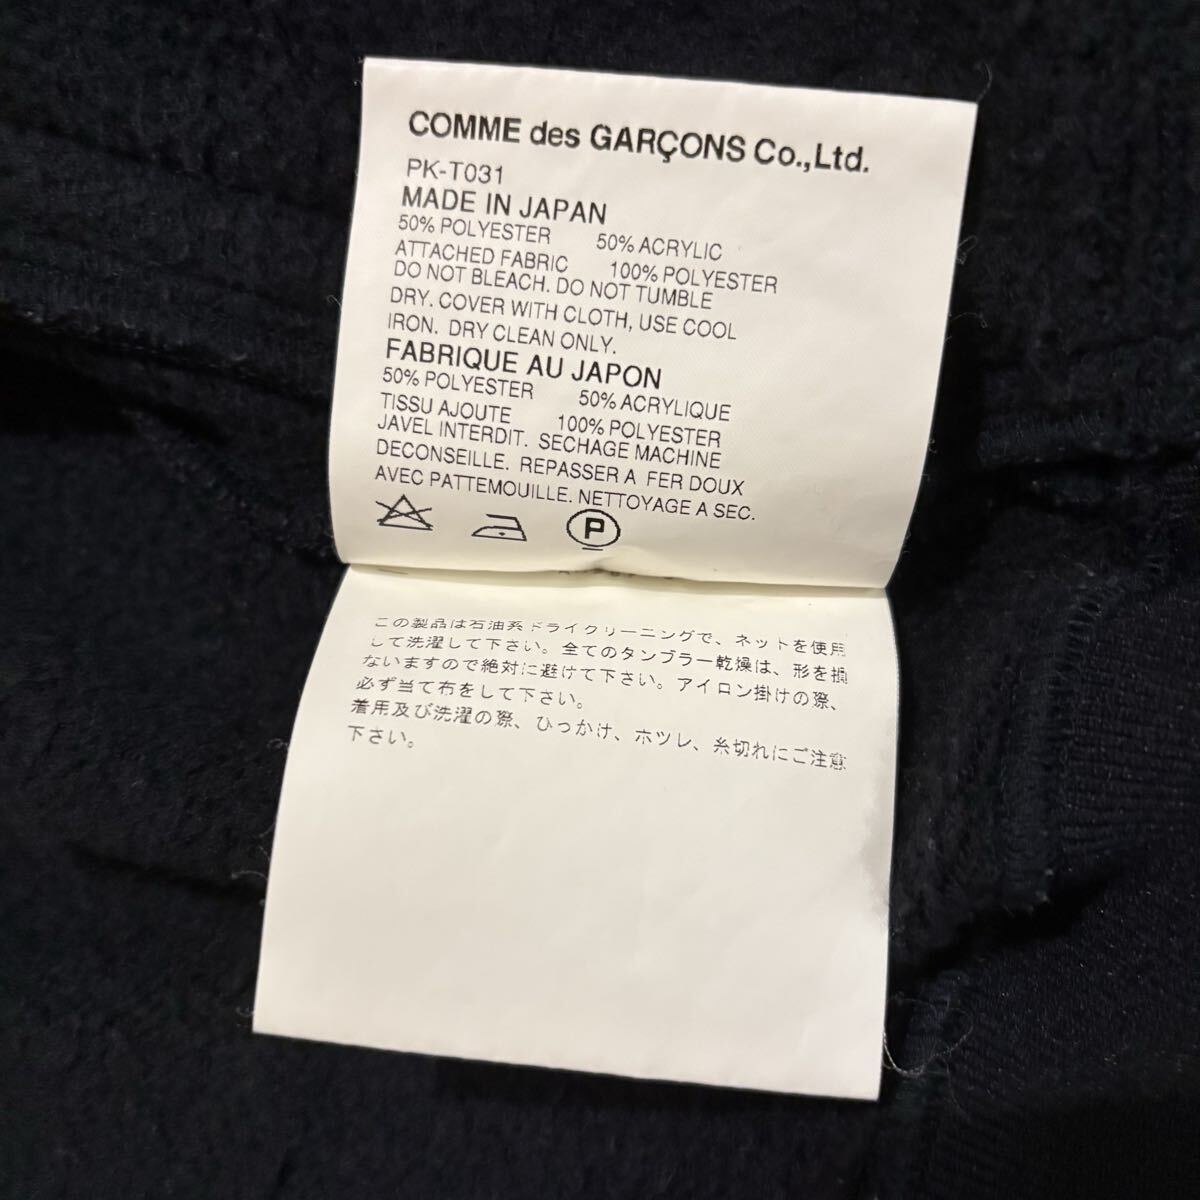 COMME des GARÇONS Co.,Ltd.
PK-T031
MADE IN JAPAN
50% POLYESTER 50% ACRYLIC
ATTACHED FABRIC 100% POLYESTER
DO NOT BLEACH. DO NOT TUMBLE
DRY. COVER WITH CLOTH, USE COOL
IRON. DRY CLEAN ONLY.
FABRIQUE AU JAPON
50% POLYESTER 50% ACRYLIQUE
TISSU AJOUTE 100% POLYESTER
JAVEL INTERDIT. SECHAGE MACHINE
DECONSEILLE. REPASSER A FER DOUX
AVEC PATTEMOUILLE. NETTOYAGE A SEC.
P
この製品は石油系ドライクリーニングで、ネットを使用
して洗濯して下さい。全てのタンブラー乾燥は、形を損
ないますので絶対に避けて下さい。アイロン掛けの際、
必ず当て布をして下さい。
着用及び洗濯の際、ひっかけ、ホツレ、糸切れにご注意
下さい。